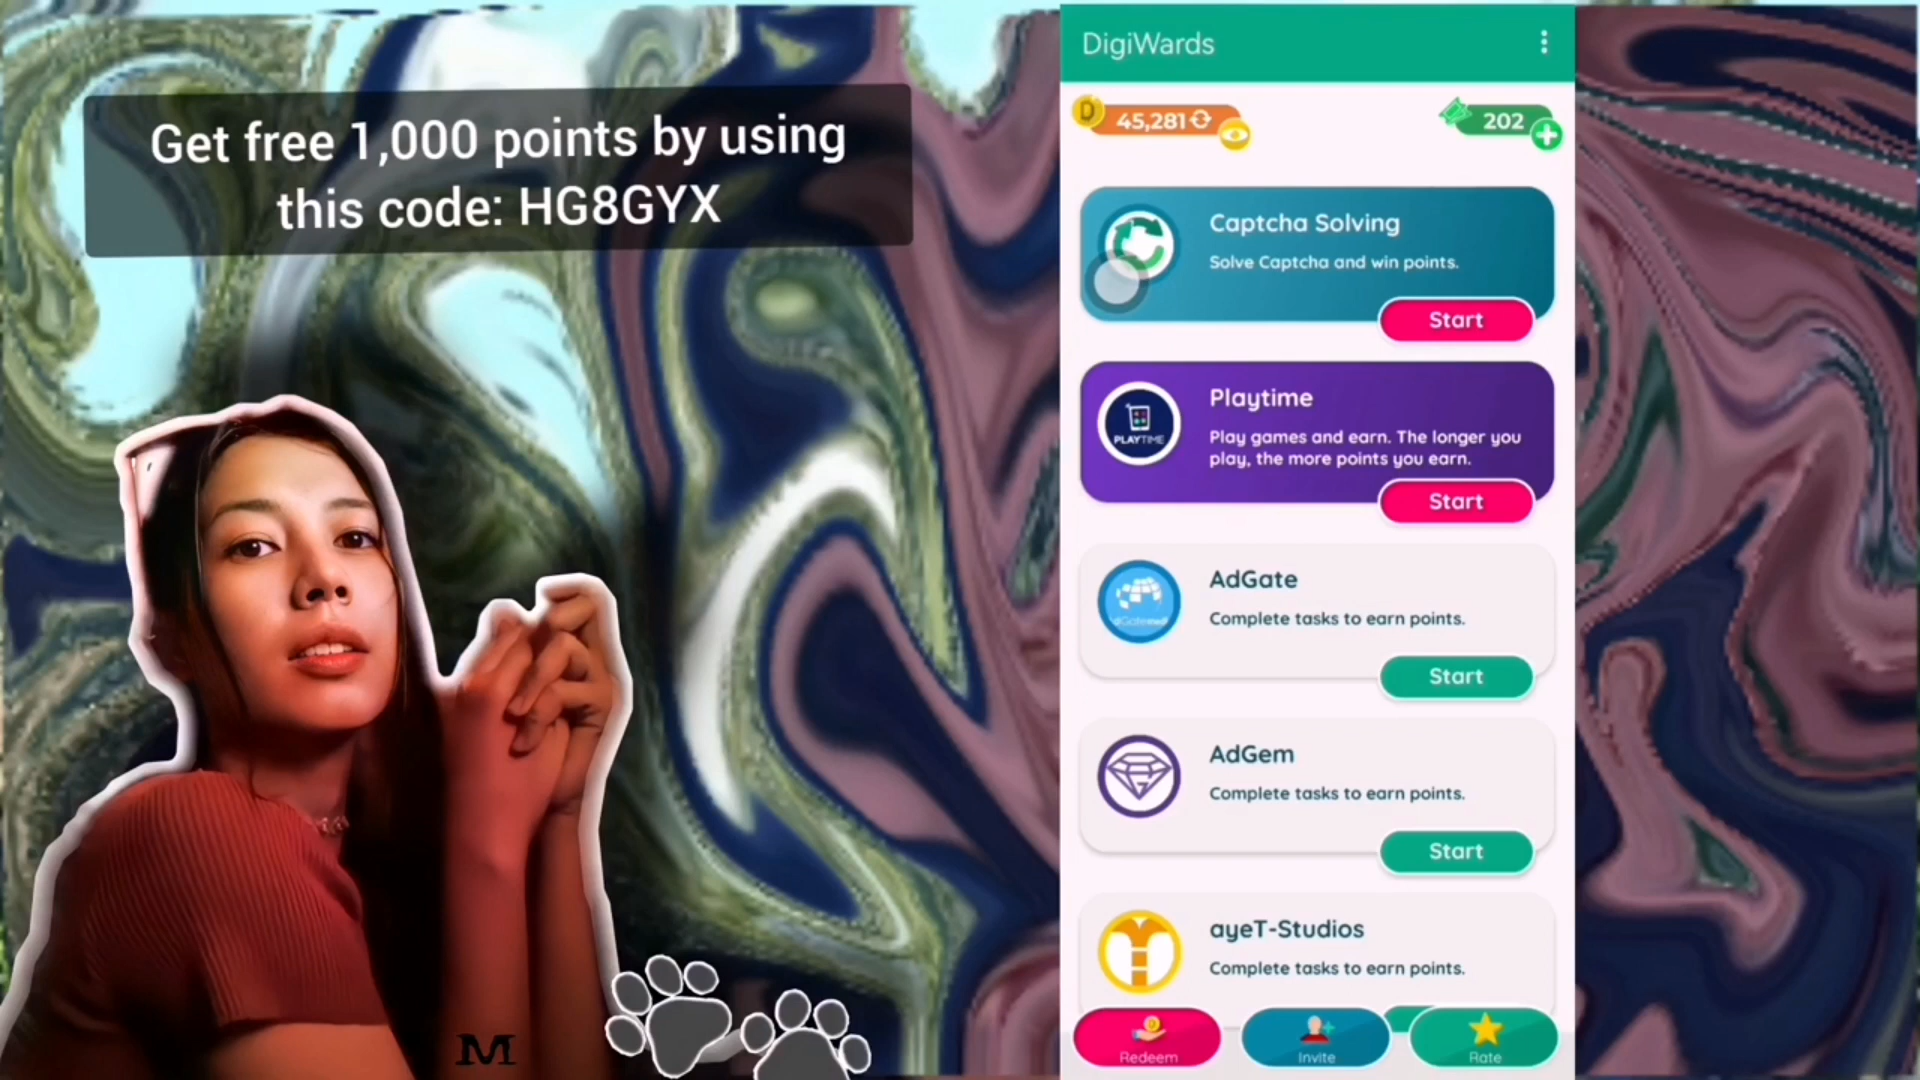 Get free 1,000 points by using
this code: HG8GYX
M
DigiWards
45,281
202
Captcha Solving
Solve Captcha and win points.
Start
Playtime
PLAYTIME
Play games and earn. The longer you
play, the more points you earn.
Start
AdGate
Complete tasks to earn points.
Start
AdGem
Complete tasks to earn points.
Start
ayeT-Studios
Complete tasks to earn points.
Redeem
Invite
Rate